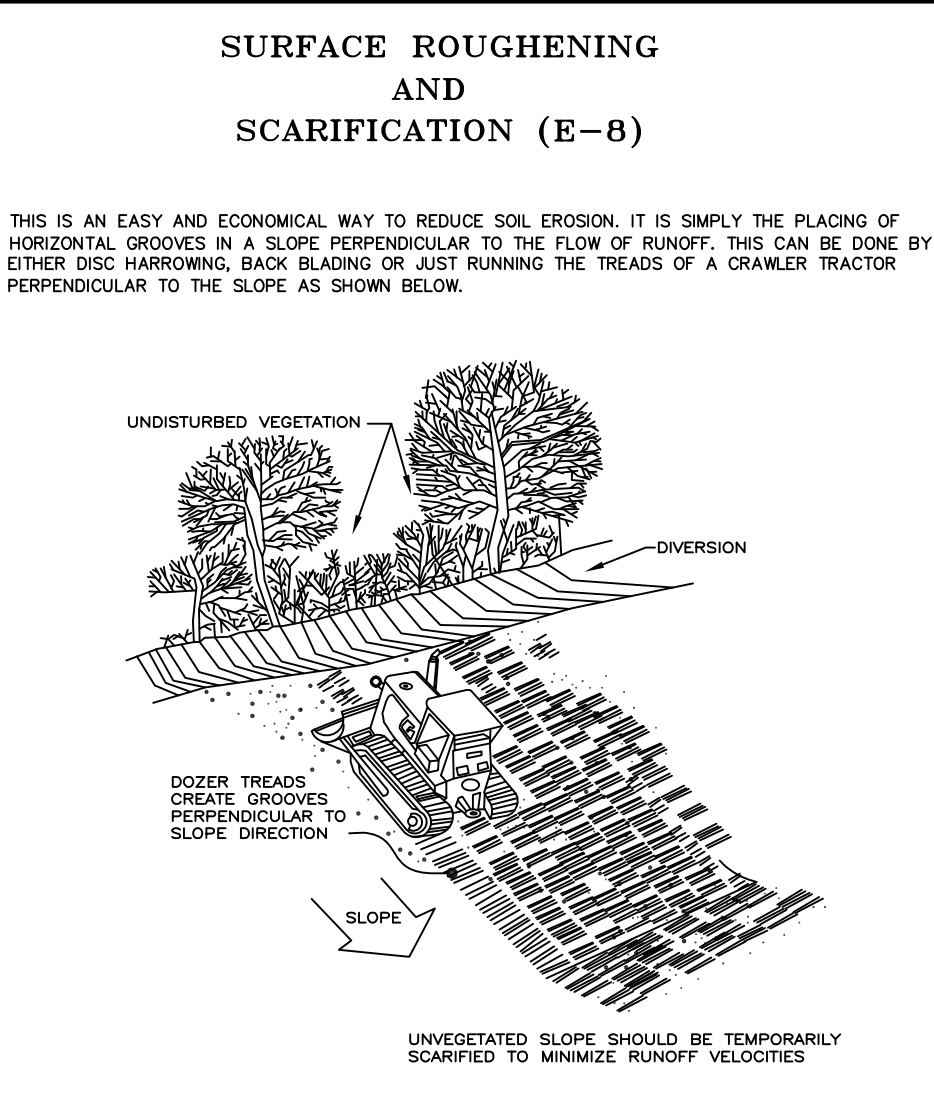 SURFACE ROUGHENING
AND
SCARIFICATION (E-8)
THIS IS AN EASY AND ECONOMICAL WAY TO REDUCE SOIL EROSION. IT IS SIMPLY THE PLACING OF
HORIZONTAL GROOVES IN A SLOPE PERPENDICULAR TO THE FLOW OF RUNOFF. THIS CAN BE DONE BY
EITHER DISC HARROWING, BACK BLADING OR JUST RUNNING THE TREADS OF A CRAWLER TRACTOR
PERPENDICULAR TO THE SLOPE AS SHOWN BELOW.
UNDISTURBED VEGETATION
DIVERSION
DOZER TREADS
CREATE GROOVES
PERPENDICULAR TO
SLOPE DIRECTION
SLOPE
UNVEGETATED SLOPE SHOULD BE TEMPORARILY
SCARIFIED TO MINIMIZE RUNOFF VELOCITIES